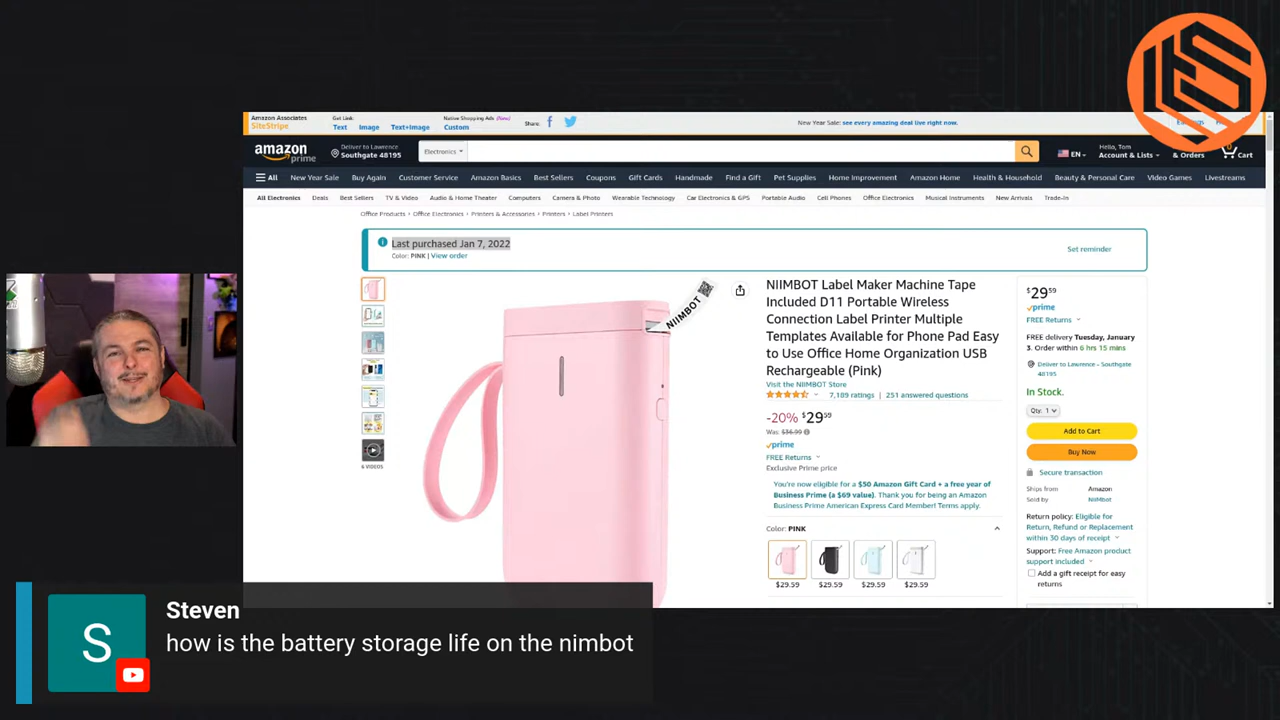 Amazon Associates
SiteStripe
Get Link:
Text Image Text+Image
Native Shopping Ads (New)
Custom
Share:
New Year Sale: see every amazing deal live right now.
Earnings
amazon
prime
Deliver to Lawrence
Southgate 48195
Electronics
EN
Hello, Tom
Account & Lists
& Orders
0
Cart
All New Year Sale Buy Again Customer Service Amazon Basics Best Sellers Coupons Gift Cards Handmade Find a Gift Pet Supplies Home Improvement Amazon Home Health & Household Beauty & Personal Care Video Games Livestreams
All Electronics Deals Best Sellers TV & Video Audio & Home Theater Computers Camera & Photo Wearable Technology Car Electronics & GPS Portable Audio Cell Phones Office Electronics Musical Instruments New Arrivals Trade-In
Office Products › Office Electronics › Printers & Accessories › Printers › Label Printers
Last purchased Jan 7, 2022
Color: PINK | View order
Set reminder
NIIMBOT
6 VIDEOS
NIIMBOT Label Maker Machine Tape
Included D11 Portable Wireless
Connection Label Printer Multiple
Templates Available for Phone Pad Easy
to Use Office Home Organization USB
Rechargeable (Pink)
Visit the NIIMBOT Store
7,189 ratings | 251 answered questions
-20% $29 59
Was: $36.99
prime
FREE Returns
Exclusive Prime price
You're now eligible for a $50 Amazon Gift Card + a free year of
Business Prime (a $69 value). Thank you for being an Amazon
Business Prime American Express Card Member! Terms apply.
Color: PINK
$29.59 $29.59 $29.59 $29.59
$29 59
prime
FREE Returns
FREE delivery Tuesday, January
3. Order within 6 hrs 15 mins
Deliver to Lawrence - Southgate
48195
In Stock.
Qty: 1
Add to Cart
Buy Now
Secure transaction
Ships from Amazon
Sold by NiiMbot
Return policy: Eligible for
Return, Refund or Replacement
within 30 days of receipt
Support: Free Amazon product
support included
Add a gift receipt for easy
returns
S
Steven
how is the battery storage life on the nimbot